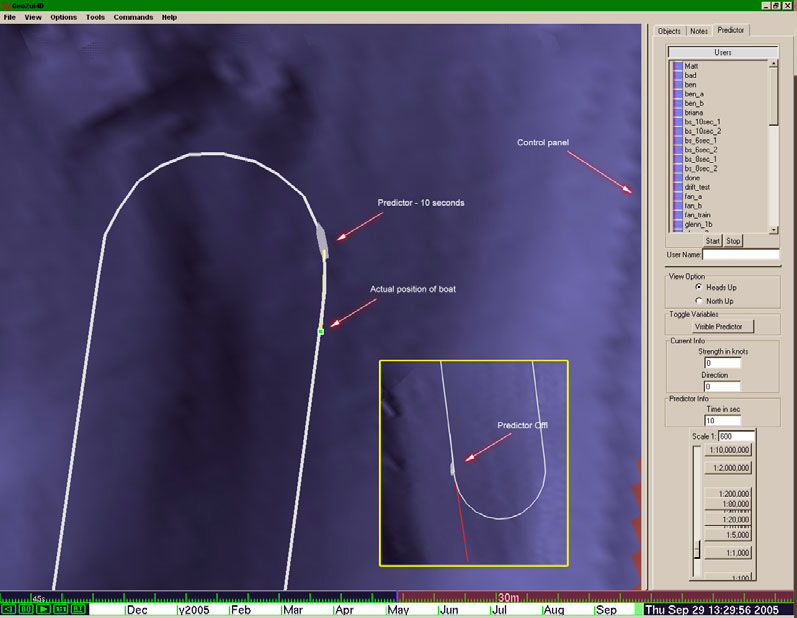 GeoZui4D
File View Options Tools Commands Help
Objects Notes Predictor
Users
Matt
bad
ben
ben_a
ben_b
briana
bs_10sec_1
bs_10sec_2
bs_6sec_1
bs_6sec_2
bs_8sec_1
bs_8sec_2
done
drift_test
fan_a
fan_b
fan_train
glenn_1b
Start Stop
User Name:
View Option
Heads Up
North Up
Toggle Variables
Visible Predictor
Current Info
Strength in knots
0
Direction
0
Predictor Info
Time in sec
10
Scale 1: 600
1:10,000,000
1:2,000,000
1:200,000
1:80,000
1:20,000
1:5,000
1:1,000
1:100
Control panel
Predictor - 10 seconds
Actual position of boat
Predictor Off!
45s 30m
1/1 RT
Dec y2005 Feb Mar Apr May Jun Jul Aug Sep Thu Sep 29 13:29:56 2005